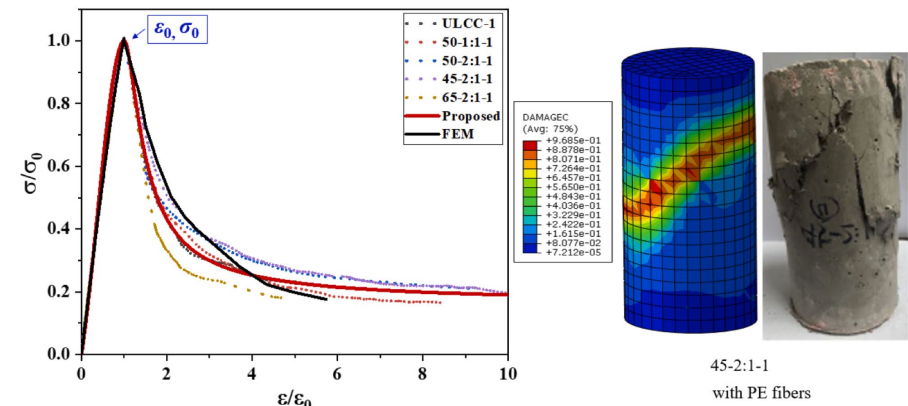 ε₀, σ₀
ULCC-1
50-1:1-1
50-2:1-1
45-2:1-1
65-2:1-1
Proposed
FEM
1.0
0.8
0.6
0.4
0.2
0.0
σ/σ₀
0
2
4
6
8
10
ε/ε₀
DAMAGEC
(Avg: 75%)
+9.685e-01
+8.878e-01
+8.071e-01
+7.264e-01
+6.457e-01
+5.650e-01
+4.843e-01
+4.036e-01
+3.229e-01
+2.422e-01
+1.615e-01
+8.077e-02
+7.212e-05
45-2:1-1
with PE fibers